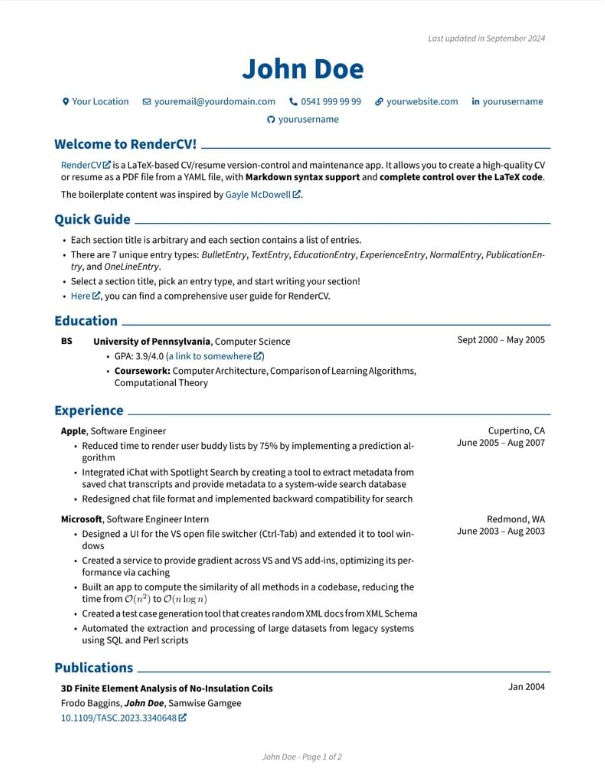 Last updated in September 2024
John Doe
Your Location youremail@yourdomain.com 0541 999 99 99 yourwebsite.com in yourusername
yourusername
Welcome to RenderCV!
RenderCV is a LaTeX-based CV/resume version-control and maintenance app. It allows you to create a high-quality CV
or resume as a PDF file from a YAML file, with Markdown syntax support and complete control over the LaTeX code.
The boilerplate content was inspired by Gayle McDowell.
Quick Guide
• Each section title is arbitrary and each section contains a list of entries.
• There are 7 unique entry types: BulletEntry, TextEntry, EducationEntry, ExperienceEntry, NormalEntry, PublicationEn-
try, and OneLineEntry.
• Select a section title, pick an entry type, and start writing your section!
• Here, you can find a comprehensive user guide for RenderCV.
Education
BS University of Pennsylvania, Computer Science Sept 2000 – May 2005
• GPA: 3.9/4.0 (a link to somewhere)
• Coursework: Computer Architecture, Comparison of Learning Algorithms,
Computational Theory
Experience
Apple, Software Engineer Cupertino, CA
June 2005 – Aug 2007
• Reduced time to render user buddy lists by 75% by implementing a prediction al-
gorithm
• Integrated iChat with Spotlight Search by creating a tool to extract metadata from
saved chat transcripts and provide metadata to a system-wide search database
• Redesigned chat file format and implemented backward compatibility for search
Microsoft, Software Engineer Intern Redmond, WA
June 2003 – Aug 2003
• Designed a UI for the VS open file switcher (Ctrl-Tab) and extended it to tool win-
dows
• Created a service to provide gradient across VS and VS add-ins, optimizing its per-
formance via caching
• Built an app to compute the similarity of all methods in a codebase, reducing the
time from 𝒪(n²) to 𝒪(n log n)
• Created a test case generation tool that creates random XML docs from XML Schema
• Automated the extraction and processing of large datasets from legacy systems
using SQL and Perl scripts
Publications
3D Finite Element Analysis of No-Insulation Coils Jan 2004
Frodo Baggins, John Doe, Samwise Gamgee
10.1109/TASC.2023.3340648
John Doe - Page 1 of 2